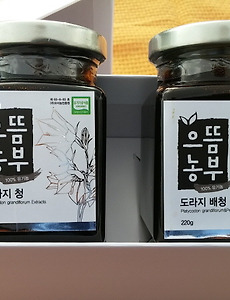 으뜸
농부
100% 유기농
라지 청
Platycodon grandiflorum Extracts
으뜸
농부
100% 유기농
도라지 배청
Platycodon grandiflorum&
220g